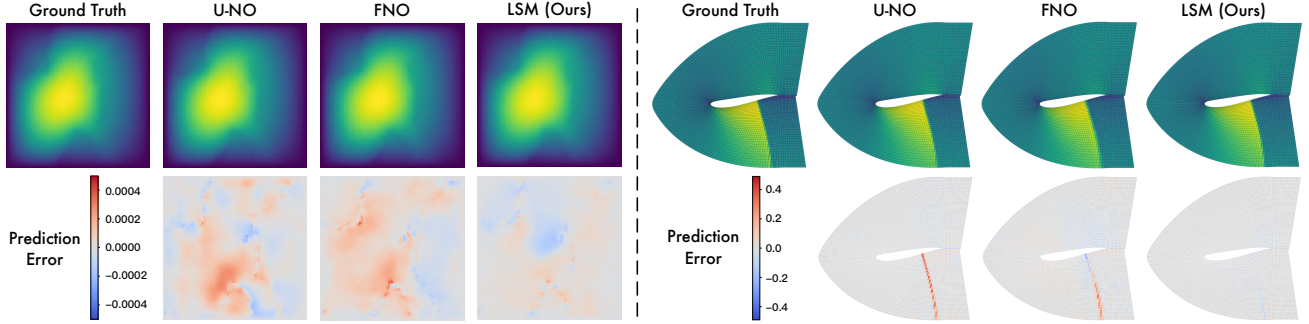 Ground Truth U-NO FNO LSM (Ours)
Prediction Error
0.0004
0.0002
0.0000
−0.0002
−0.0004
Ground Truth U-NO FNO LSM (Ours)
Prediction Error
0.4
0.2
0.0
−0.2
−0.4